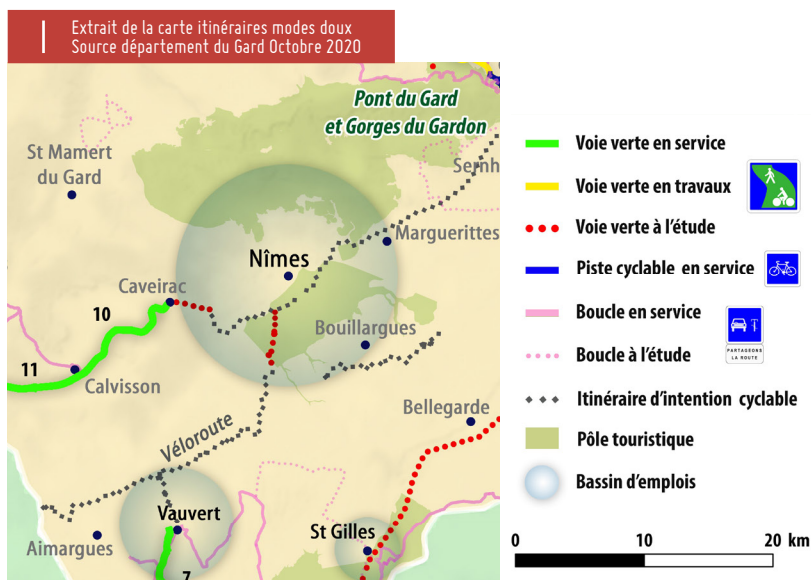 Extrait de la carte itinéraires modes doux
Source département du Gard Octobre 2020
Pont du Gard
et Gorges du Gardon
St Mamert
du Gard
Sernh
Marguerittes
Nîmes
Caveirac
10
Bouillargues
11
Calvisson
Bellegarde
Véloroute
Vauvert
St Gilles
Aimargues
7
Voie verte en service
Voie verte en travaux
Voie verte à l'étude
Piste cyclable en service
Boucle en service
PARTAGEONS
LA ROUTE
Boucle à l'étude
Itinéraire d'intention cyclable
Pôle touristique
Bassin d'emplois
0 10 20 km